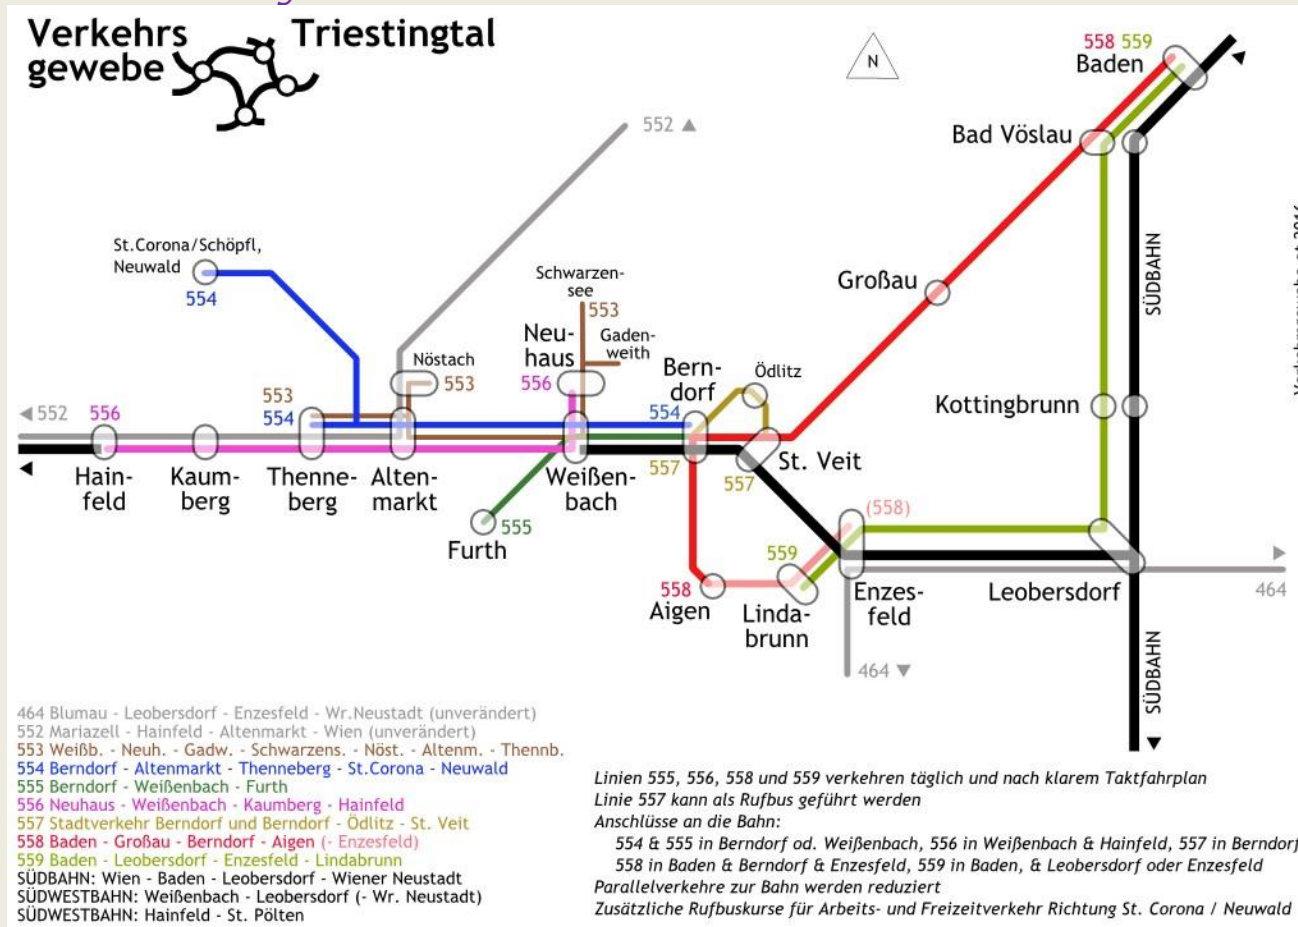 Verkehrs
gewebe
Triestingtal
N
558 559
Baden
552 ▲
Bad Vöslau
SÜDBAHN
St.Corona/Schöpfl,
Neuwald
554
Großau
Schwarzen-
see
553
Gaden-
weith
Neu-
haus
556
Nöstach
553
Bern-
dorf
Ödlitz
Kottingbrunn
◀ 552
556
553
554
554
557
557
St. Veit
Hain-
feld
Kaum-
berg
Thenne-
berg
Alten-
markt
Weißen-
bach
555
Furth
(558)
559
558
Aigen
Linda-
brunn
Enzes-
feld
Leobersdorf
464
464 ▼
SÜDBAHN
464 Blumau - Leobersdorf - Enzesfeld - Wr.Neustadt (unverändert)
552 Mariazell - Hainfeld - Altenmarkt - Wien (unverändert)
553 Weißb. - Neuh. - Gadw. - Schwarzens. - Nöst. - Altenm. - Thennb.
554 Berndorf - Altenmarkt - Thenneberg - St.Corona - Neuwald
555 Berndorf - Weißenbach - Furth
556 Neuhaus - Weißenbach - Kaumberg - Hainfeld
557 Stadtverkehr Berndorf und Berndorf - Ödlitz - St. Veit
558 Baden - Großau - Berndorf - Aigen (- Enzesfeld)
559 Baden - Leobersdorf - Enzesfeld - Lindabrunn
SÜDBAHN: Wien - Baden - Leobersdorf - Wiener Neustadt
SÜDWESTBAHN: Weißenbach - Leobersdorf (- Wr. Neustadt)
SÜDWESTBAHN: Hainfeld - St. Pölten
Linien 555, 556, 558 und 559 verkehren täglich und nach klarem Taktfahrplan
Linie 557 kann als Rufbus geführt werden
Anschlüsse an die Bahn:
554 & 555 in Berndorf od. Weißenbach, 556 in Weißenbach & Hainfeld, 557 in Berndorf
558 in Baden & Berndorf & Enzesfeld, 559 in Baden, & Leobersdorf oder Enzesfeld
Parallelverkehre zur Bahn werden reduziert
Zusätzliche Rufbuskurse für Arbeits- und Freizeitverkehr Richtung St. Corona / Neuwald